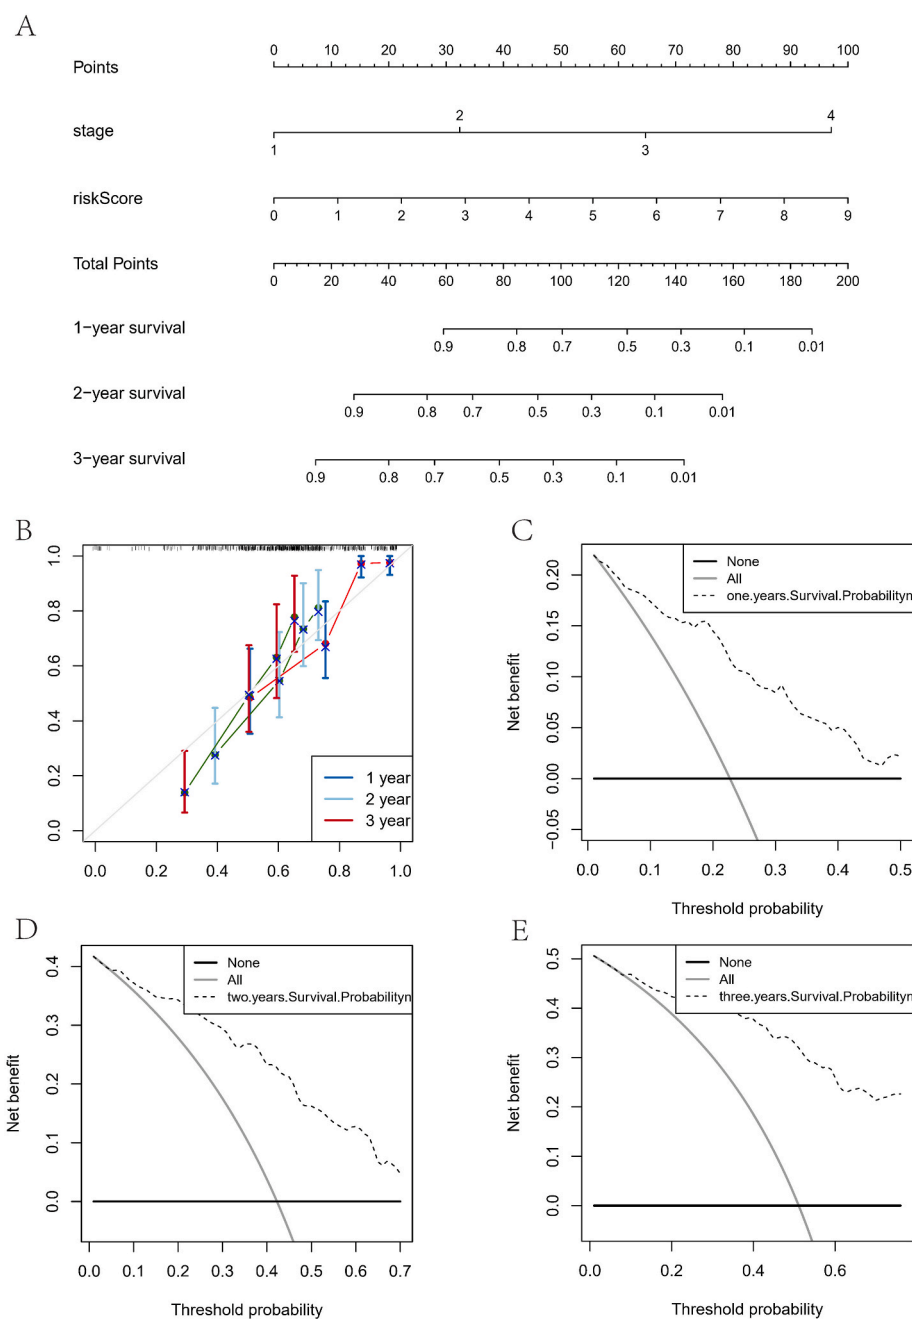 A
0 10 20 30 40 50 60 70 80 90 100
Points
2 4
stage
1 3
riskScore
0 1 2 3 4 5 6 7 8 9
Total Points
0 20 40 60 80 100 120 140 160 180 200
1−year survival
0.9 0.8 0.7 0.5 0.3 0.1 0.01
2−year survival
0.9 0.8 0.7 0.5 0.3 0.1 0.01
3−year survival
0.9 0.8 0.7 0.5 0.3 0.1 0.01
B
1.0
0.8
0.6
0.4
0.2
0.0
1 year
2 year
3 year
0.0 0.2 0.4 0.6 0.8 1.0
C
Net benefit
0.20
0.15
0.10
0.05
0.00
−0.05
None
All
one.years.Survival.Probabilityn
0.0 0.1 0.2 0.3 0.4 0.5
Threshold probability
D
Net benefit
0.4
0.3
0.2
0.1
0.0
None
All
two.years.Survival.Probabilityn
0.0 0.1 0.2 0.3 0.4 0.5 0.6 0.7
Threshold probability
E
Net benefit
0.5
0.4
0.3
0.2
0.1
0.0
None
All
three.years.Survival.Probabilityn
0.0 0.2 0.4 0.6
Threshold probability